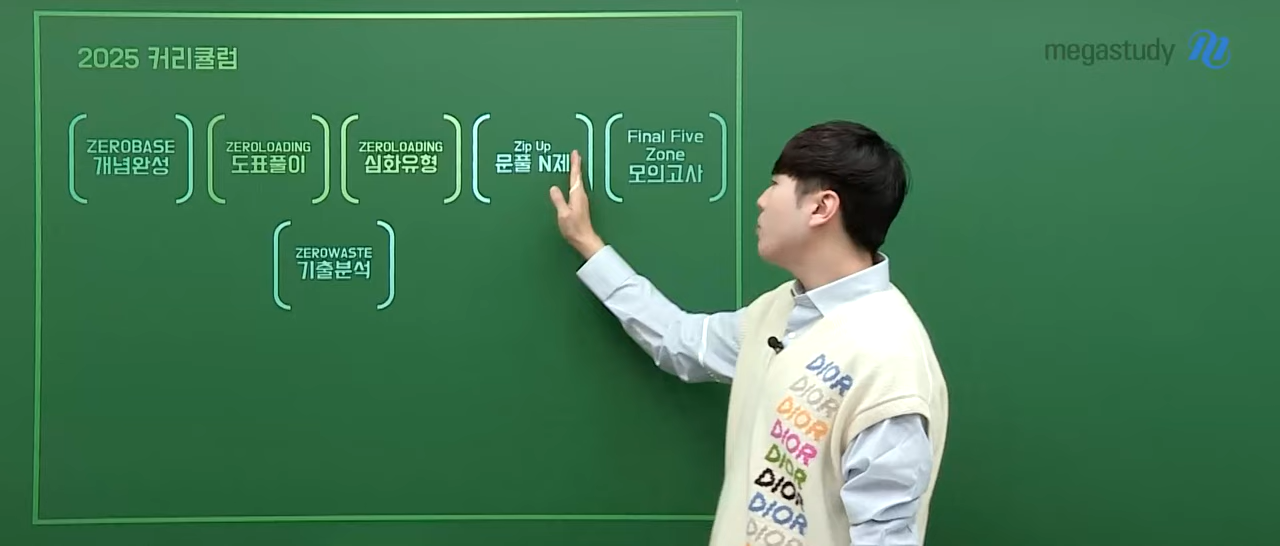 2025 커리큘럼
megastudy
ZEROBASE
개념완성
ZEROLOADING
도표풀이
ZEROLOADING
심화유형
Zip Up
문풀 N제
Final Five
Zone
모의고사
ZEROWASTE
기출분석
DIOR
DIOR
DIOR
DIOR
DIOR
DIOR
DIOR
DIOR